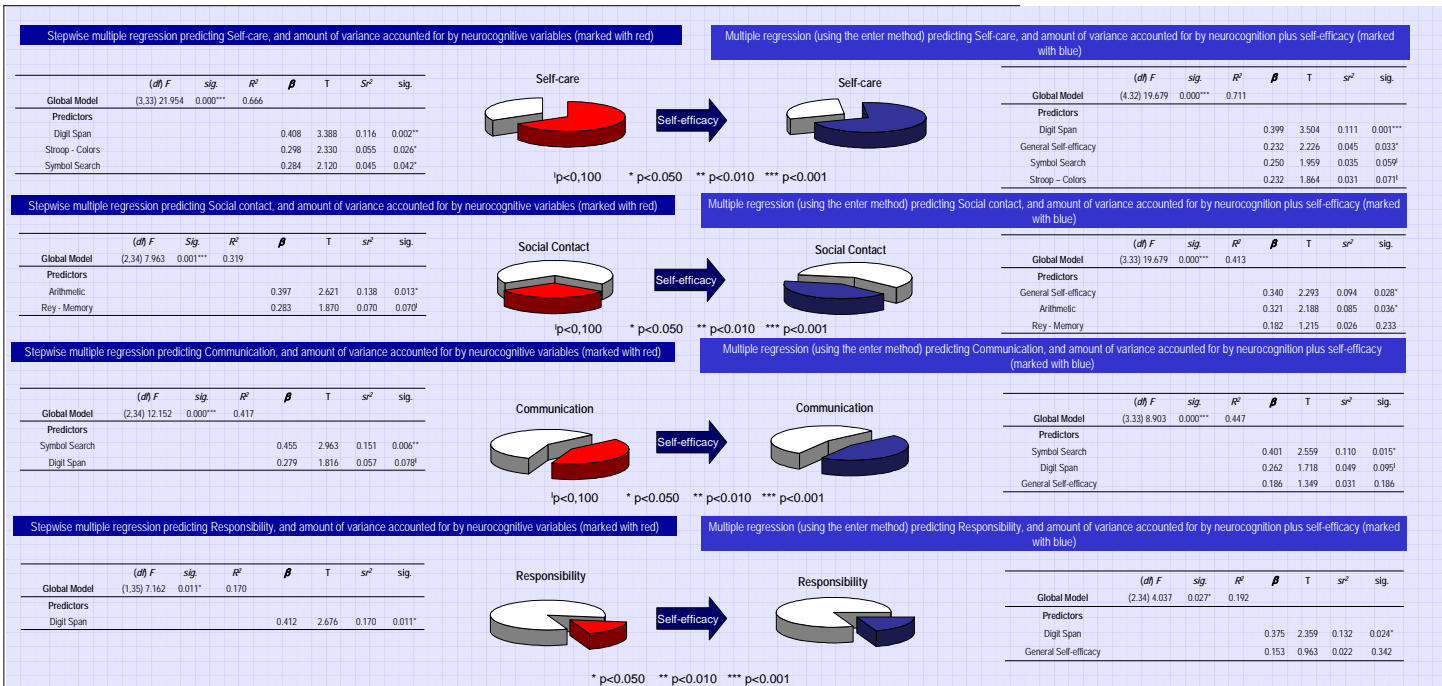 Stepwise multiple regression predicting Self-care, and amount of variance accounted for by neurocognitive variables (marked with red)
(df) F sig. R² β T Sr² sig.
Global Model (3,33) 21.954 0.000*** 0.666
Predictors
Digit Span 0.408 3.388 0.116 0.002**
Stroop - Colors 0.298 2.330 0.055 0.026*
Symbol Search 0.284 2.120 0.045 0.042*
Self-care
Self-efficacy
Self-care
Multiple regression (using the enter method) predicting Self-care, and amount of variance accounted for by neurocognition plus self-efficacy (marked
with blue)
(df) F sig. R² β T sr² sig.
Global Model (4.32) 19.679 0.000*** 0.711
Predictors
Digit Span 0.399 3.504 0.111 0.001***
General Self-efficacy 0.232 2.226 0.045 0.033*
Symbol Search 0.250 1.959 0.035 0.059ƚ
Stroop – Colors 0.232 1.864 0.031 0.071ƚ
ƚp<0,100 * p<0.050 ** p<0.010 *** p<0.001
Stepwise multiple regression predicting Social contact, and amount of variance accounted for by neurocognitive variables (marked with red)
(df) F Sig. R² β T sr² sig.
Global Model (2,34) 7.963 0.001*** 0.319
Predictors
Arithmetic 0.397 2.621 0.138 0.013*
Rey - Memory 0.283 1.870 0.070 0.070ƚ
Social Contact
Self-efficacy
Social Contact
Multiple regression (using the enter method) predicting Social contact, and amount of variance accounted for by neurocognition plus self-efficacy (marked
with blue)
(df) F sig. R² β T sr² sig.
Global Model (3.33) 19.679 0.000*** 0.413
Predictors
General Self-efficacy 0.340 2.293 0.094 0.028*
Arithmetic 0.321 2.188 0.085 0.036*
Rey - Memory 0.182 1.215 0.026 0.233
ƚp<0,100 * p<0.050 ** p<0.010 *** p<0.001
Stepwise multiple regression predicting Communication, and amount of variance accounted for by neurocognitive variables (marked with red)
(df) F sig. R² β T sr² sig.
Global Model (2,34) 12.152 0.000*** 0.417
Predictors
Symbol Search 0.455 2.963 0.151 0.006**
Digit Span 0.279 1.816 0.057 0.078ƚ
Communication
Self-efficacy
Communication
Multiple regression (using the enter method) predicting Communication, and amount of variance accounted for by neurocognition plus self-efficacy
(marked with blue)
(df) F sig. R² β T sr² sig.
Global Model (3.33) 8.903 0.000*** 0.447
Predictors
Symbol Search 0.401 2.559 0.110 0.015*
Digit Span 0.262 1.718 0.049 0.095ƚ
General Self-efficacy 0.186 1.349 0.031 0.186
ƚp<0,100 * p<0.050 ** p<0.010 *** p<0.001
Stepwise multiple regression predicting Responsibility, and amount of variance accounted for by neurocognitive variables (marked with red)
(df) F sig. R² β T sr² sig.
Global Model (1,35) 7.162 0.011* 0.170
Predictors
Digit Span 0.412 2.676 0.170 0.011*
Responsibility
Self-efficacy
Responsibility
Multiple regression (using the enter method) predicting Responsibility, and amount of variance accounted for by neurocognition plus self-efficacy (marked
with blue)
(df) F sig. R² β T sr² sig.
Global Model (2.34) 4.037 0.027* 0.192
Predictors
Digit Span 0.375 2.359 0.132 0.024*
General Self-efficacy 0.153 0.963 0.022 0.342
* p<0.050 ** p<0.010 *** p<0.001